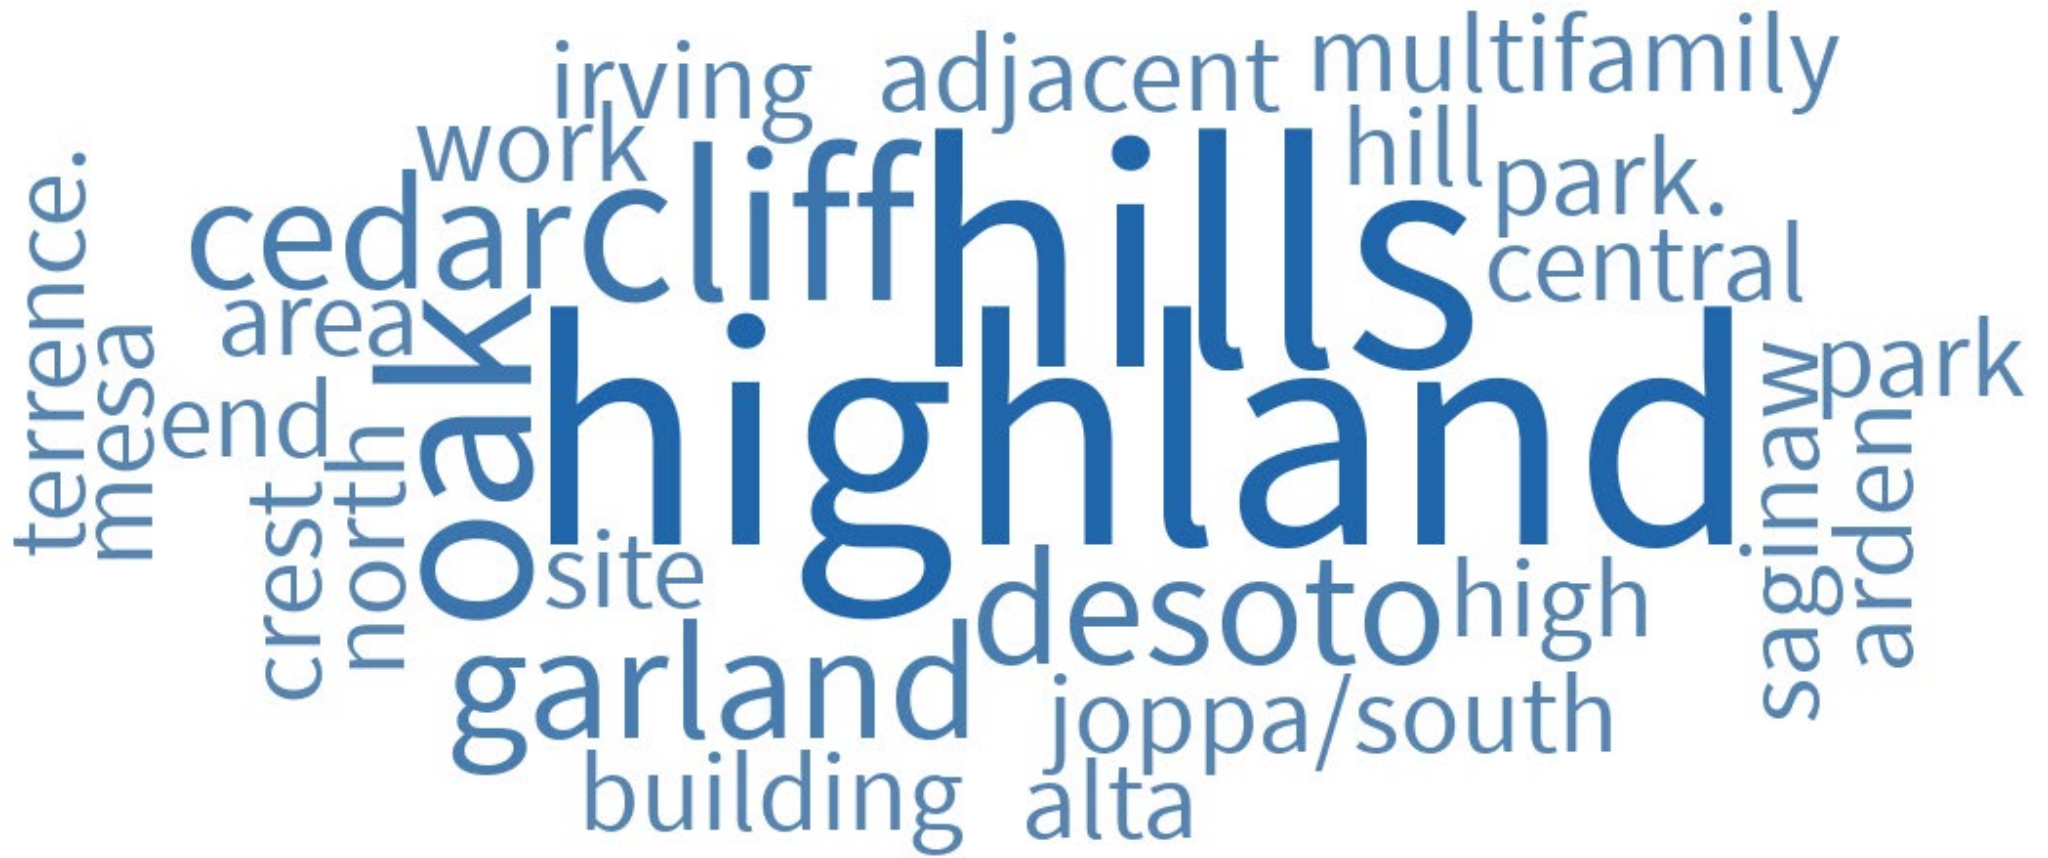 irving
adjacent
multifamily
work
cliff
hills
hill
park.
cedar
central
terrence.
mesa
area
oak
highland
park
end
saginaw
arden
crest
north
site
desoto
high
garland
joppa/south
building
alta